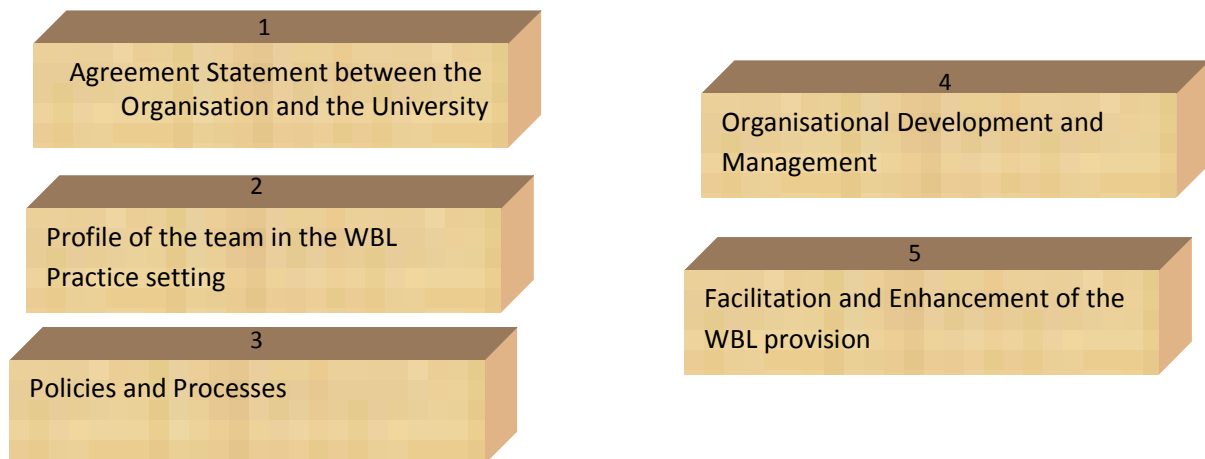 1
Agreement Statement between the
Organisation and the University
2
Profile of the team in the WBL
Practice setting
3
Policies and Processes
4
Organisational Development and
Management
5
Facilitation and Enhancement of the
WBL provision